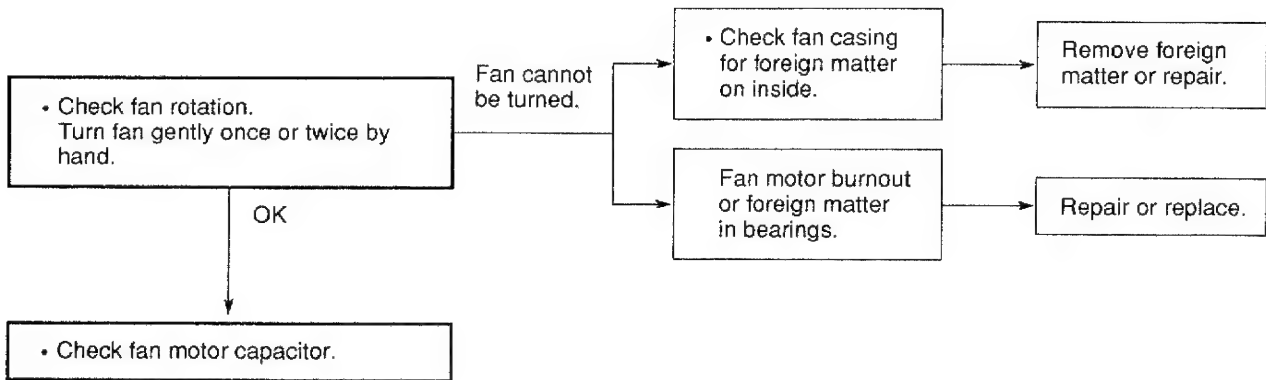 • Check fan rotation.
Turn fan gently once or twice by
hand.
Fan cannot
be turned.
• Check fan casing
for foreign matter
on inside.
Remove foreign
matter or repair.
Fan motor burnout
or foreign matter
in bearings.
Repair or replace.
OK
• Check fan motor capacitor.